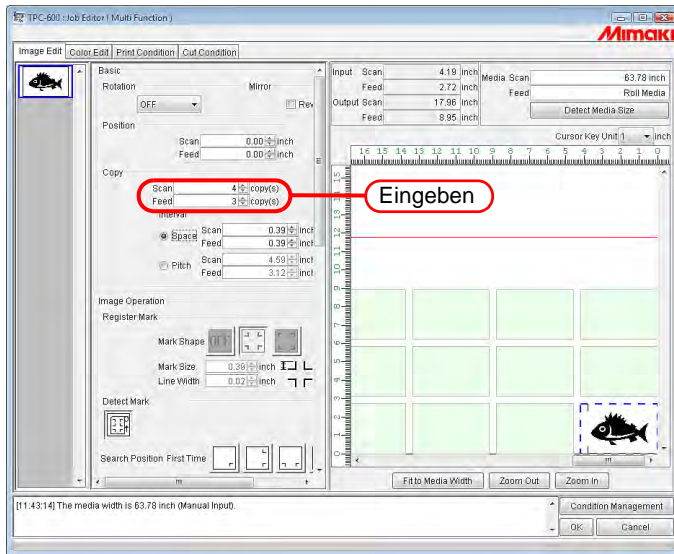 TPC-600 :Job Editor ( Multi Function )
Mimaki
Image Edit Color Edit Print Condition Cut Condition
Basic
Rotation Mirror
OFF Rev
Position
Scan 0.00 inch
Feed 0.00 inch
Copy
Scan 4 copy(s)
Feed 3 copy(s)
Interval
Space Scan 0.39 inch
Feed 0.39 inch
Pitch Scan 4.59 inch
Feed 3.12 inch
Image Operation
Register Mark
Mark Shape OFF
Mark Size 0.39 inch
Line Width 0.02 inch
Detect Mark
Search Position First Time
Eingeben
Input Scan 4.19 inch
Feed 2.72 inch
Output Scan 17.96 inch
Feed 8.95 inch
Media Scan 63.78 inch
Feed Roll Media
Detect Media Size
Cursor Key Unit 1 inch
16 15 14 13 12 11 10 9 8 7 6 5 4 3 2 1 0
Fit to Media Width Zoom Out Zoom In
[11:43:14] The media width is 63.78 inch (Manual Input).
Condition Management
OK Cancel